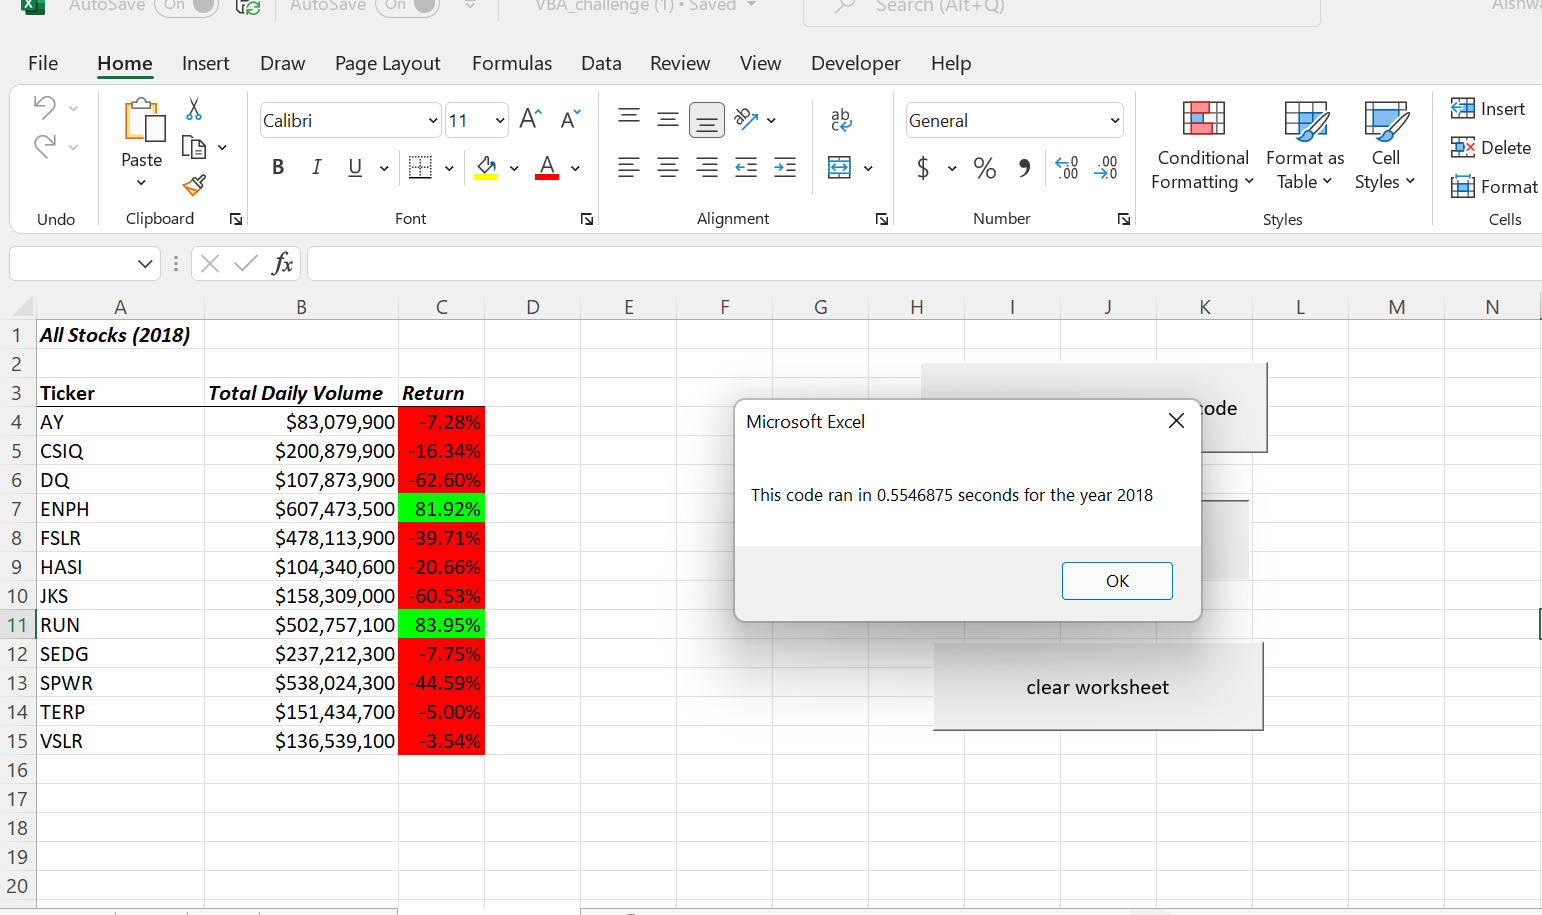 AutoSave On AutoSave On VBA_challenge (1) • Saved Search (Alt+Q)
File Home Insert Draw Page Layout Formulas Data Review View Developer Help
Calibri 11 General
Insert
Paste
Conditional Formatting
Format as Table
Cell Styles
Delete
Format
B I U A $ %
Undo Clipboard Font Alignment Number Styles Cells
fx
A B C D E F G H I J K L M N
1 All Stocks (2018)
2
3 Ticker Total Daily Volume Return
4 AY $83,079,900 -7.28%
5 CSIQ $200,879,900 -16.34%
6 DQ $107,873,900 -62.60%
7 ENPH $607,473,500 81.92%
8 FSLR $478,113,900 -39.71%
9 HASI $104,340,600 -20.66%
10 JKS $158,309,000 -60.53%
11 RUN $502,757,100 83.95%
12 SEDG $237,212,300 -7.75%
13 SPWR $538,024,300 -44.59%
14 TERP $151,434,700 -5.00%
15 VSLR $136,539,100 -3.54%
16
17
18
19
20
code
Microsoft Excel
This code ran in 0.5546875 seconds for the year 2018
OK
clear worksheet